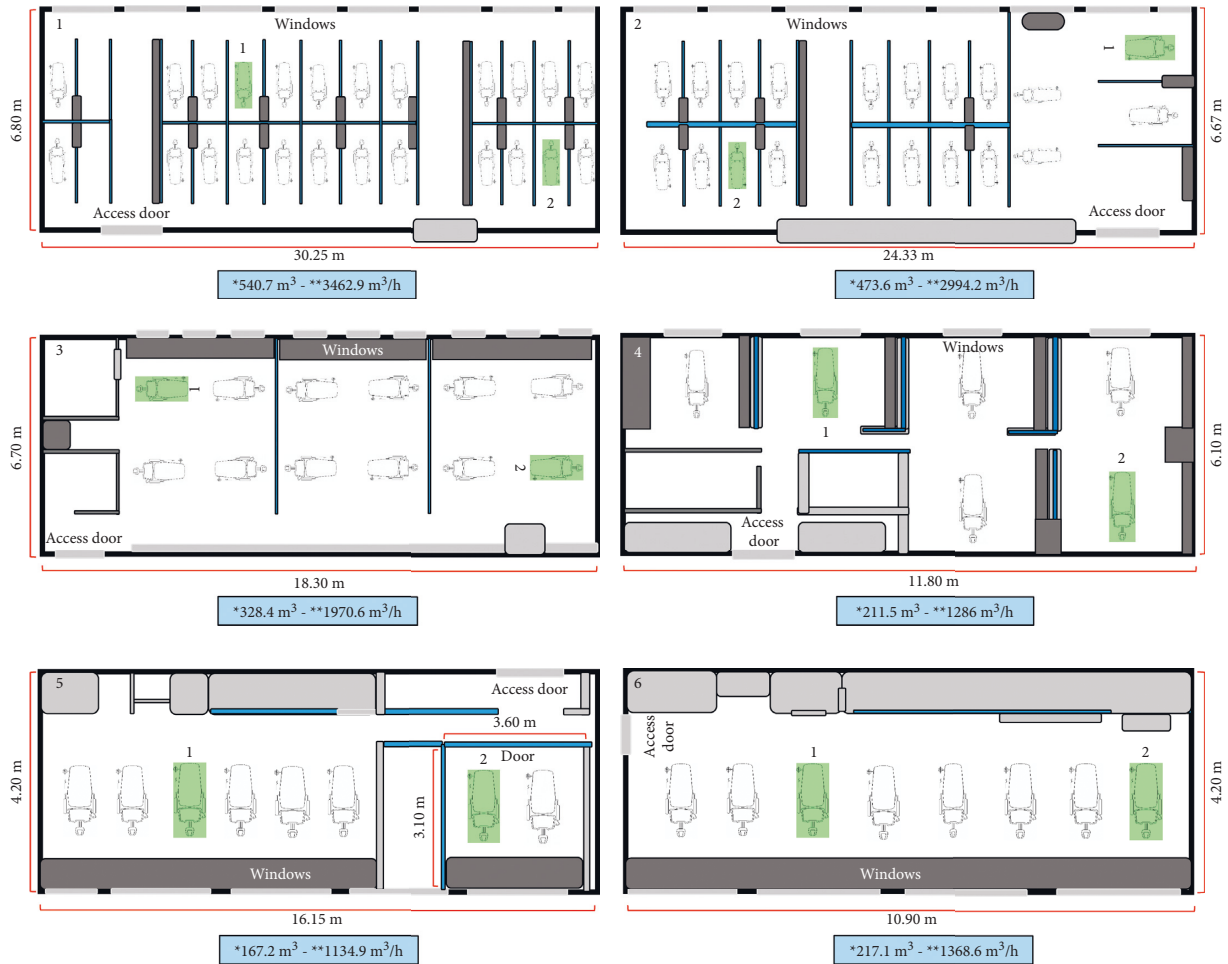 1
Windows
1
2
Access door
6.80 m
30.25 m
*540.7 m³ - **3462.9 m³/h
2
Windows
1
2
Access door
6.67 m
24.33 m
*473.6 m³ - **2994.2 m³/h
3
Windows
1
2
Access door
6.70 m
18.30 m
*328.4 m³ - **1970.6 m³/h
4
Windows
1
2
Access
door
6.10 m
11.80 m
*211.5 m³ - **1286 m³/h
5
Access door
3.60 m
1
2
Door
3.10 m
Windows
4.20 m
16.15 m
*167.2 m³ - **1134.9 m³/h
6
Access
door
1
2
Windows
4.20 m
10.90 m
*217.1 m³ - **1368.6 m³/h